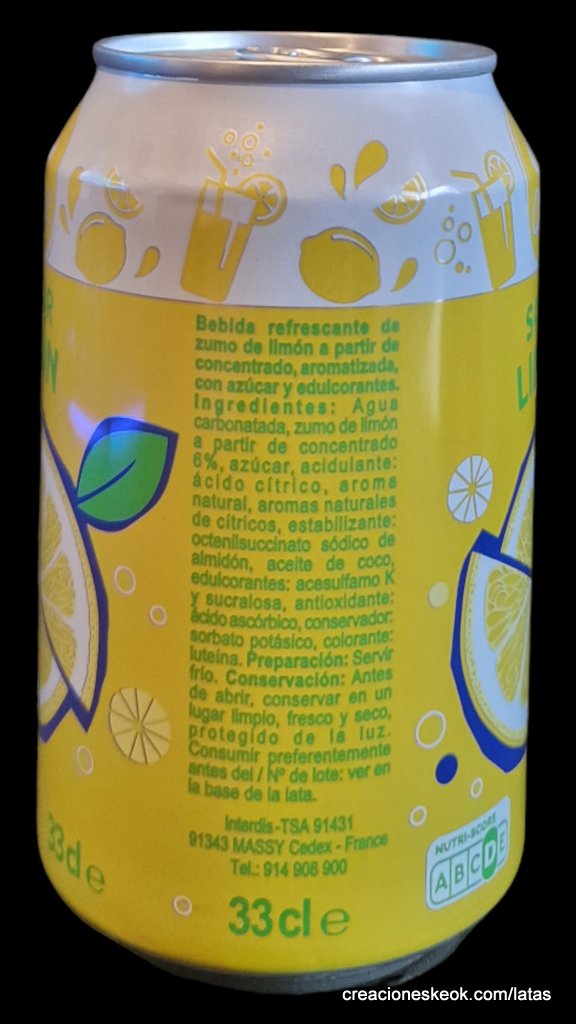 Bebida refrescante de
zumo de limón a partir de
concentrado, aromatizada,
con azúcar y edulcorantes.
Ingredientes: Agua
carbonatada, zumo de limón
a partir de concentrado
6%, azúcar, acidulante:
ácido cítrico, aroma
natural, aromas naturales
de cítricos, estabilizante:
octenilsuccinato sódico de
almidón, aceite de coco,
edulcorantes: acesulfamo K
y sucralosa, antioxidante:
ácido ascórbico, conservador:
sorbato potásico, colorante:
luteína. Preparación: Servir
frío. Conservación: Antes
de abrir, conservar en un
lugar limpio, fresco y seco,
protegido de la luz.
Consumir preferentemente
antes del / Nº de lote: ver en
la base de la lata.
Interdis-TSA 91431
91343 MASSY Cedex - France
Tel.: 914 906 900
33 cl e
33 cl e
NUTRI-SCORE
A B C D E
creacioneskeok.com/latas